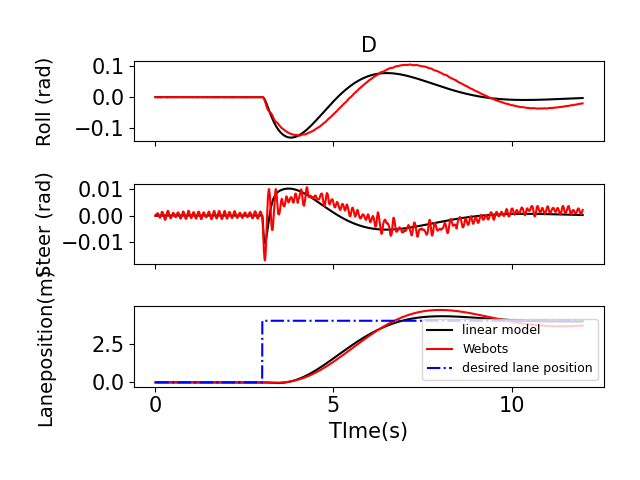 D
Roll (rad)
0.1
0.0
−0.1
Steer (rad)
0.01
0.00
−0.01
Laneposition(m)
2.5
0.0
linear model
Webots
desired lane position
0
5
10
TIme(s)